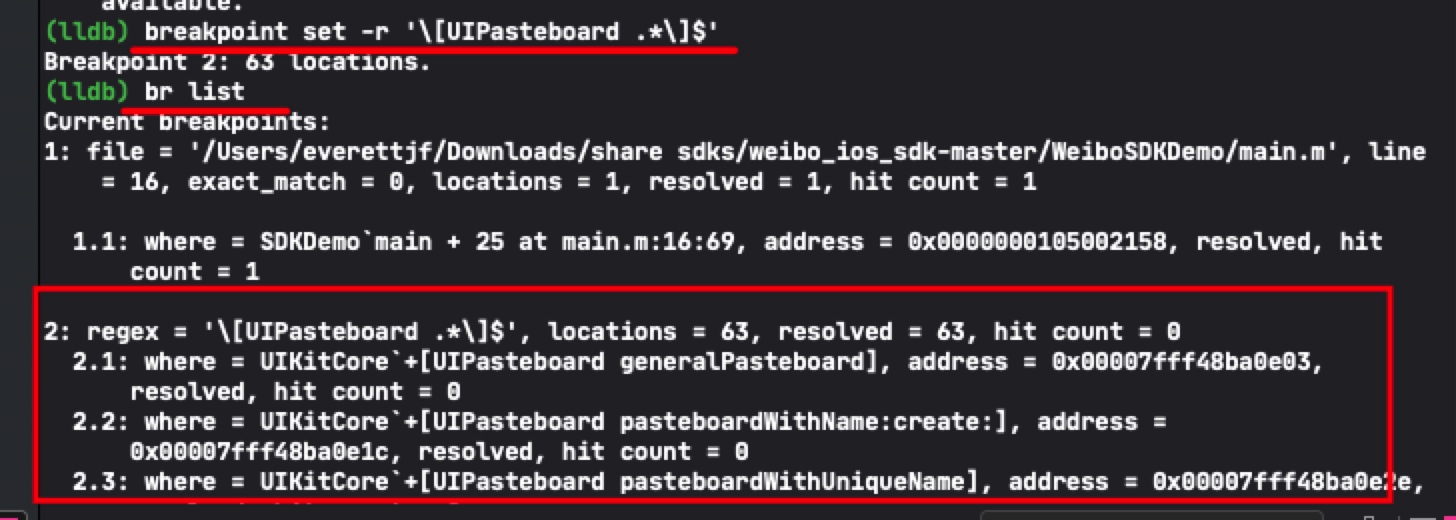 available.
(lldb) breakpoint set -r '\[UIPasteboard .*\]$'
Breakpoint 2: 63 locations.
(lldb) br list
Current breakpoints:
1: file = '/Users/everettjf/Downloads/share sdks/weibo_ios_sdk-master/WeiboSDKDemo/main.m', line
= 16, exact_match = 0, locations = 1, resolved = 1, hit count = 1
1.1: where = SDKDemo`main + 25 at main.m:16:69, address = 0x0000000105002158, resolved, hit
count = 1
2: regex = '\[UIPasteboard .*\]$', locations = 63, resolved = 63, hit count = 0
2.1: where = UIKitCore`+[UIPasteboard generalPasteboard], address = 0x00007fff48ba0e03,
resolved, hit count = 0
2.2: where = UIKitCore`+[UIPasteboard pasteboardWithName:create:], address =
0x00007fff48ba0e1c, resolved, hit count = 0
2.3: where = UIKitCore`+[UIPasteboard pasteboardWithUniqueName], address = 0x00007fff48ba0e2e,